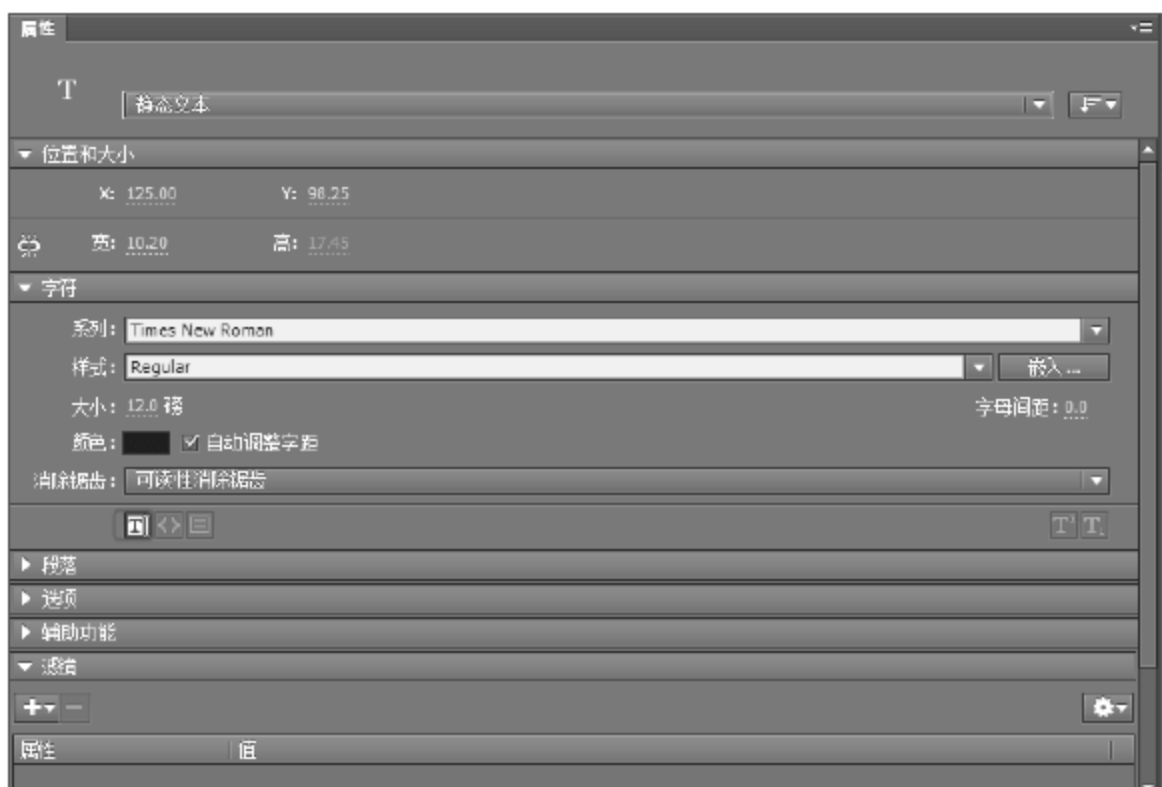 属性
T
静态文本
位置和大小
X: 125.00 Y: 98.25
宽: 10.20 高: 17.45
字符
系列: Times New Roman
样式: Regular 嵌入...
大小: 12.0 磅 字母间距: 0.0
颜色: 自动调整字距
消除锯齿: 可读性消除锯齿
段落
选项
辅助功能
滤镜
属性 值